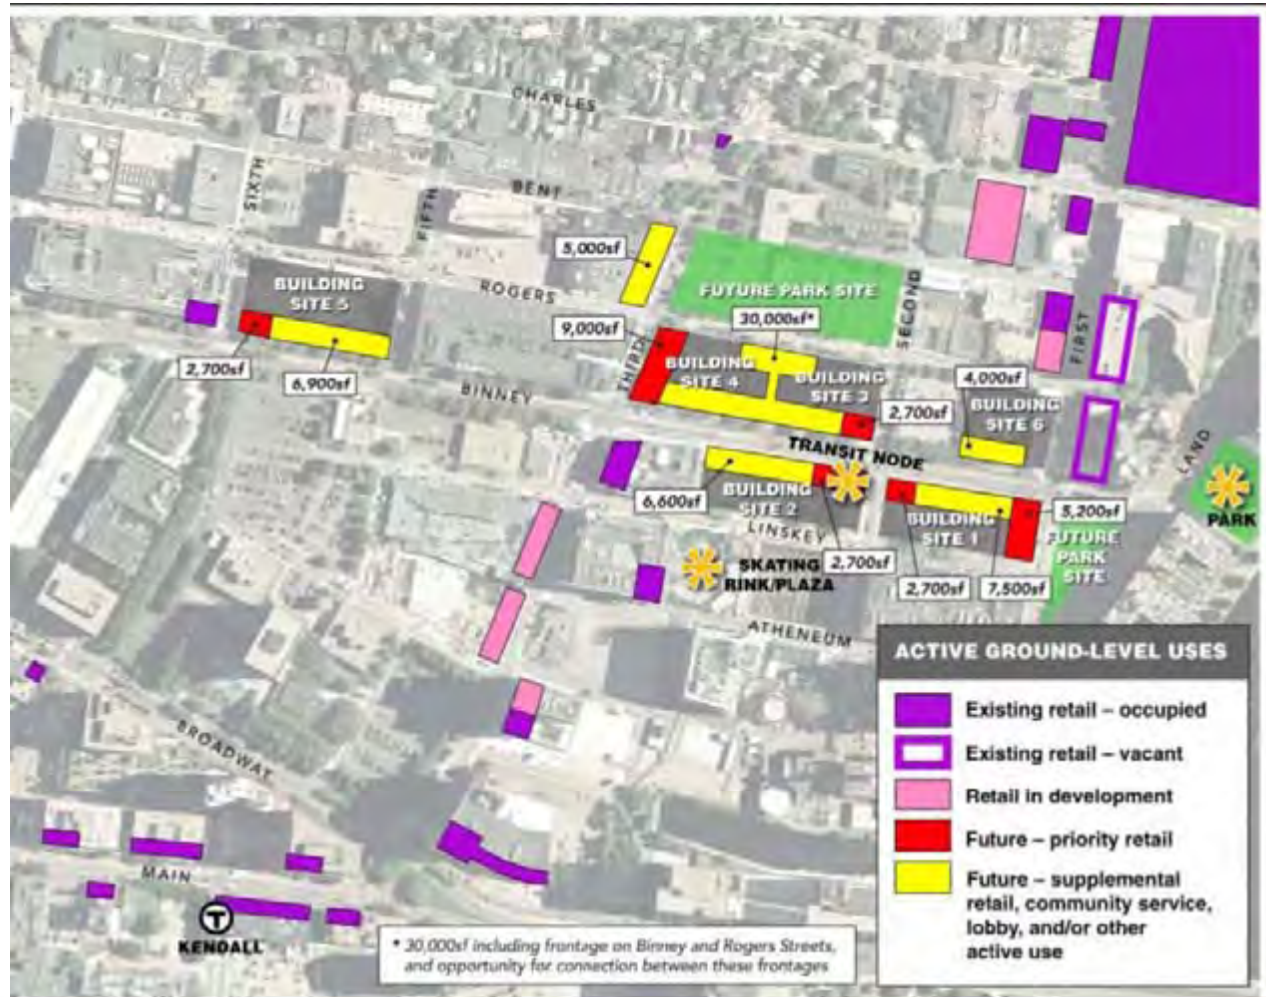 CHARLES
SIXTH
FIFTH
BENT
5,000sf
ROGERS
BUILDING
SITE 5
FUTURE PARK SITE
SECOND
30,000sf*
9,000sf
THIRD
FIRST
BUILDING
SITE 4
BUILDING
SITE 3
4,000sf
BUILDING
SITE 6
2,700sf
6,900sf
BINNEY
2,700sf
TRANSIT NODE
LAND
PARK
6,600sf
BUILDING
SITE 2
LINSKEY
BUILDING
SITE 1
5,200sf
FUTURE
PARK
SITE
SKATING
RINK/PLAZA
2,700sf
2,700sf
7,500sf
ATHENEUM
BROADWAY
MAIN
T
KENDALL
ACTIVE GROUND-LEVEL USES
Existing retail – occupied
Existing retail – vacant
Retail in development
Future – priority retail
Future – supplemental
retail, community service,
lobby, and/or other
active use
* 30,000sf including frontage on Binney and Rogers Streets,
and opportunity for connection between these frontages